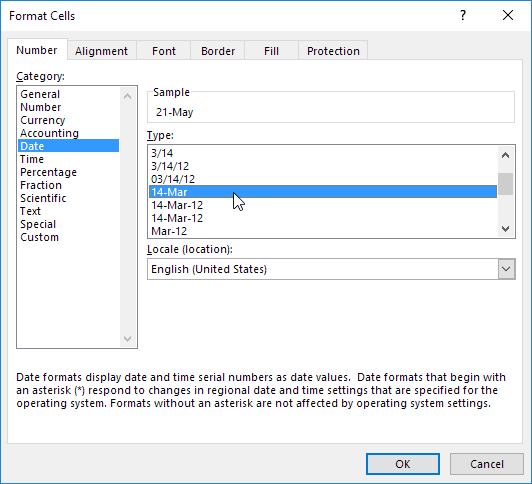 Format Cells
Number Alignment Font Border Fill Protection
Category:
General
Number
Currency
Accounting
Date
Time
Percentage
Fraction
Scientific
Text
Special
Custom
Sample
21-May
Type:
3/14
3/14/12
03/14/12
14-Mar
14-Mar-12
14-Mar-12
Mar-12
Locale (location):
English (United States)
Date formats display date and time serial numbers as date values.  Date formats that begin with
an asterisk (*) respond to changes in regional date and time settings that are specified for the
operating system. Formats without an asterisk are not affected by operating system settings.
OK Cancel